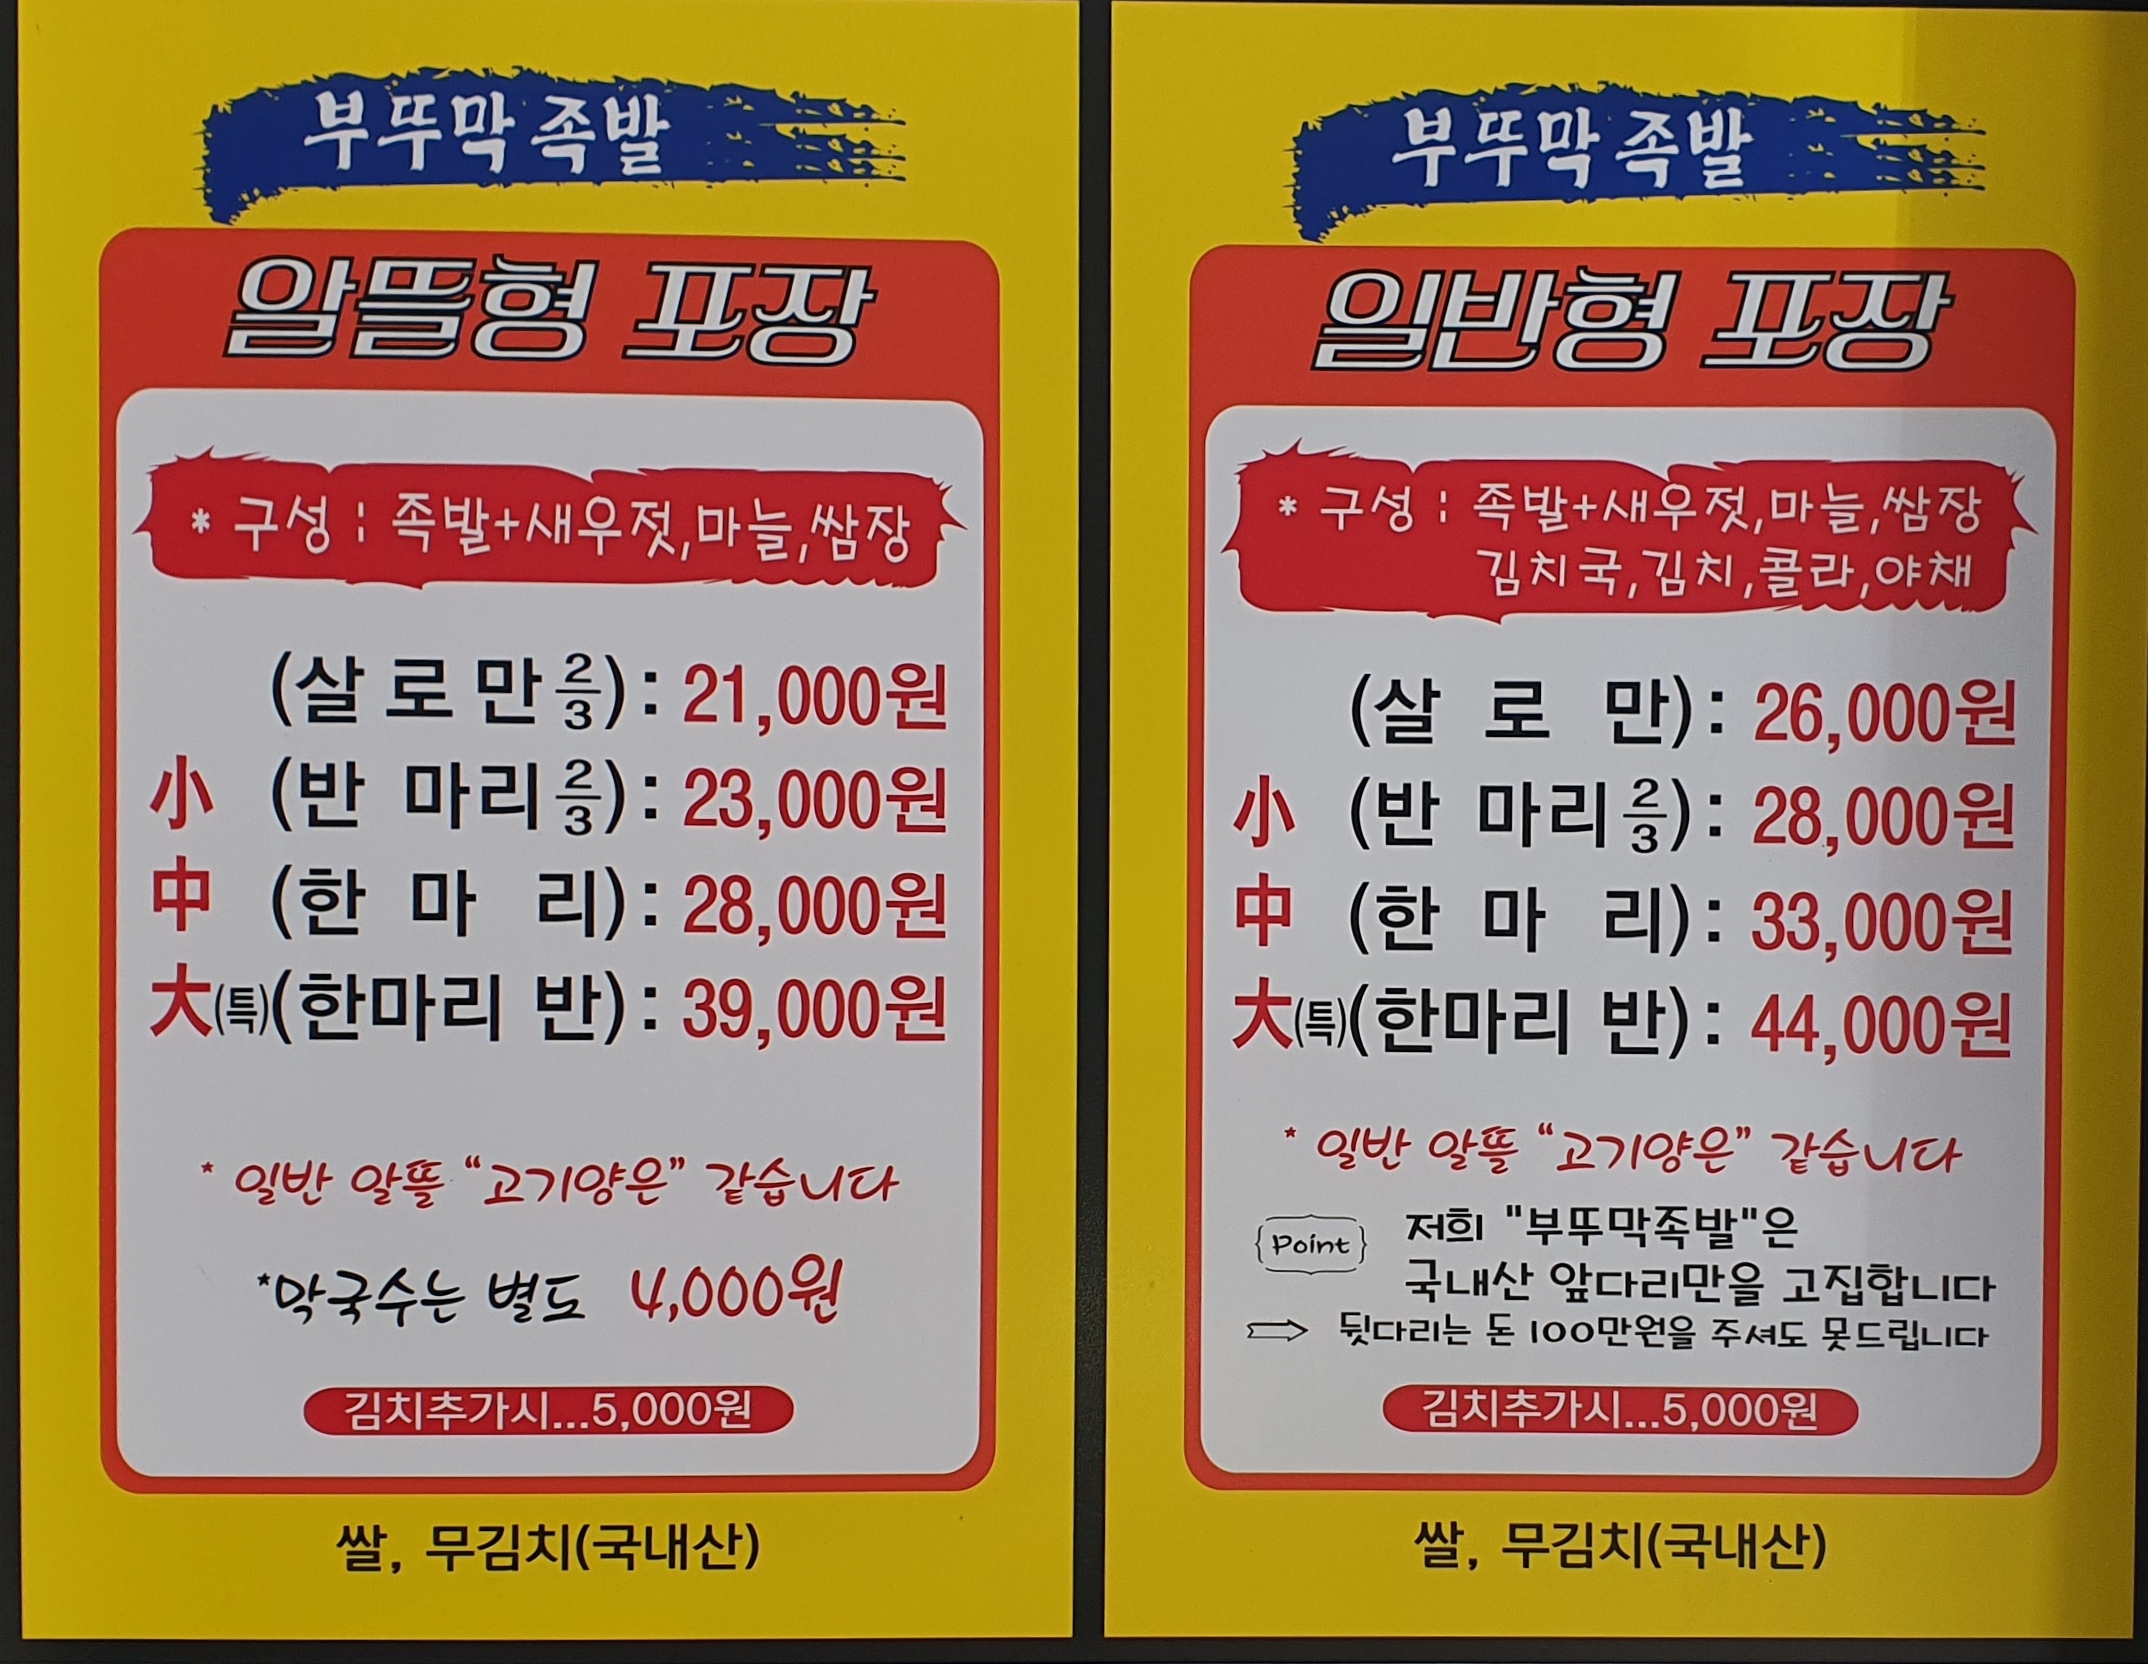 부뚜막 족발
알뜰형 포장
* 구성 : 족발+새우젓,마늘,쌈장
(살로만 2/3) : 21,000원
小 (반 마리 2/3) : 23,000원
中 (한 마 리) : 28,000원
大(특)(한마리 반) : 39,000원
* 일반 알뜰 “고기양은” 같습니다
*막국수는 별도 4,000원
김치추가시...5,000원
쌀, 무김치(국내산)
부뚜막 족발
일반형 포장
* 구성 : 족발+새우젓,마늘,쌈장
김치국,김치,콜라,야채
(살 로 만) : 26,000원
小 (반 마리 2/3) : 28,000원
中 (한 마 리) : 33,000원
大(특)(한마리 반) : 44,000원
* 일반 알뜰 “고기양은” 같습니다
Point 저희 "부뚜막족발"은
국내산 앞다리만을 고집합니다
⇨ 뒷다리는 돈 100만원을 주셔도 못드립니다
김치추가시...5,000원
쌀, 무김치(국내산)